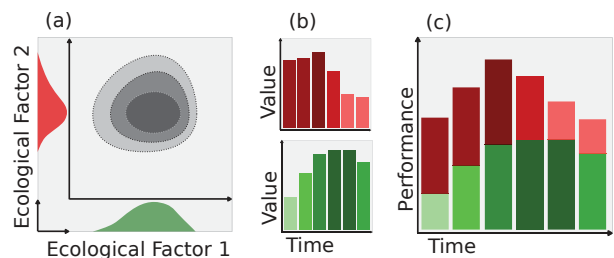 (a)
Ecological Factor 2
Ecological Factor 1
(b)
Value
Value
Time
(c)
Performance
Time